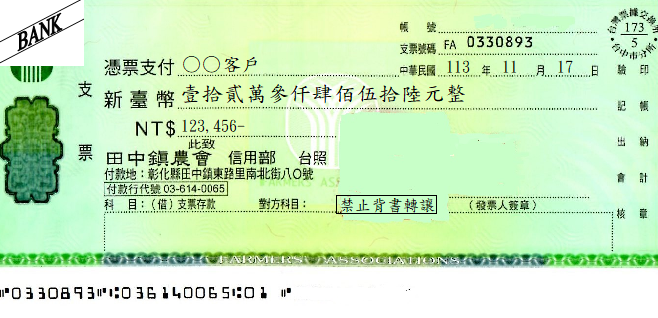 BANK
帳 號
支票號碼 FA 0330893
中華民國 113 年 11 月 17 日
台灣票據交換所
173
5
台中市分所
憑票支付 〇〇客戶
支票
新臺幣 壹拾貳萬參仟肆佰伍拾陸元整
NT$ 123,456-
此致
田中鎮農會 信用部 台照
付款地：彰化縣田中鎮東路里南北街八〇號
付款行代號 03-614-0065
科 目：（借）支票存款 對方科目：
禁止背書轉讓
（發票人簽章）
驗印
記帳
出納
會計
核章
FARMERS' ASSOCIATIONS
⑈0330893⑈⑆036140065⑆01 ⑈